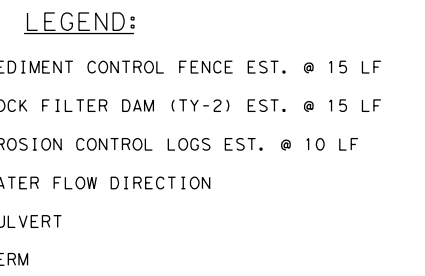 LEGEND:
EDIMENT CONTROL FENCE EST. @ 15 LF
OCK FILTER DAM (TY-2) EST. @ 15 LF
ROSION CONTROL LOGS EST. @ 10 LF
ATER FLOW DIRECTION
ULVERT
ERM